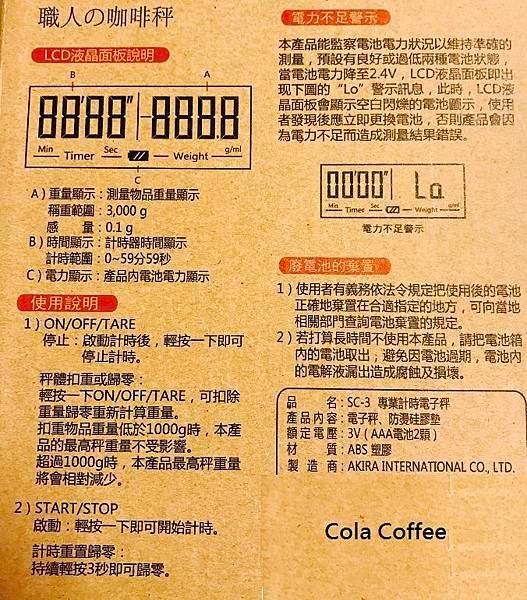 職人の咖啡秤
LCD液晶面板說明
B
A
88'88" -888.8
Min
Timer
Sec
Weight
g/ml
C
A）重量顯示：測量物品重量顯示
稱重範圍：3,000 g
感　　量：0.1 g
B）時間顯示：計時器時間顯示
計時範圍：0~59分59秒
C）電力顯示：產品內電池電力顯示
使用說明
1）ON/OFF/TARE
停止：啟動計時後，輕按一下即可
停止計時。
秤體扣重或歸零：
輕按一下ON/OFF/TARE，可扣除
重量歸零重新計算重量。
扣重物品重量低於1000g時，本產
品的最高秤重量不受影響。
超過1000g時，本產品最高秤重量
將會相對減少。
2）START/STOP
啟動：輕按一下即可開始計時。
計時重置歸零：
持續輕按3秒即可歸零。
電力不足警示
本產品能監察電池電力狀況以維持準確的
測量，預設有良好或過低兩種電池狀態，
當電池電力降至2.4V，LCD液晶面板即出
现下圖的“Lo”警示訊息，此時，LCD液
晶面板會顯示空白閃爍的電池圖示，使用
者發現後應立即更換電池，否則產品會因
為電力不足而造成測量結果錯誤。
00'00" Lo
Min
Timer
Sec
Weight
g/ml
電力不足警示
廢電池的棄置
1）使用者有義務依法令規定把使用後的電池
正確地棄置在合適指定的地方，可向當地
相關部門查詢電池棄置的規定。
2）若打算長時間不使用本產品，請把電池箱
內的電池取出；避免因電池過期，電池內
的電解液漏出造成腐蝕及損壞。
品　　名：SC-3 專業計時電子秤
產品內容：電子秤、防燙硅膠墊
額定電壓：3V（AAA電池2顆）
材　　質：ABS 塑膠
製 造 商：AKIRA INTERNATIONAL CO., LTD.
Cola Coffee